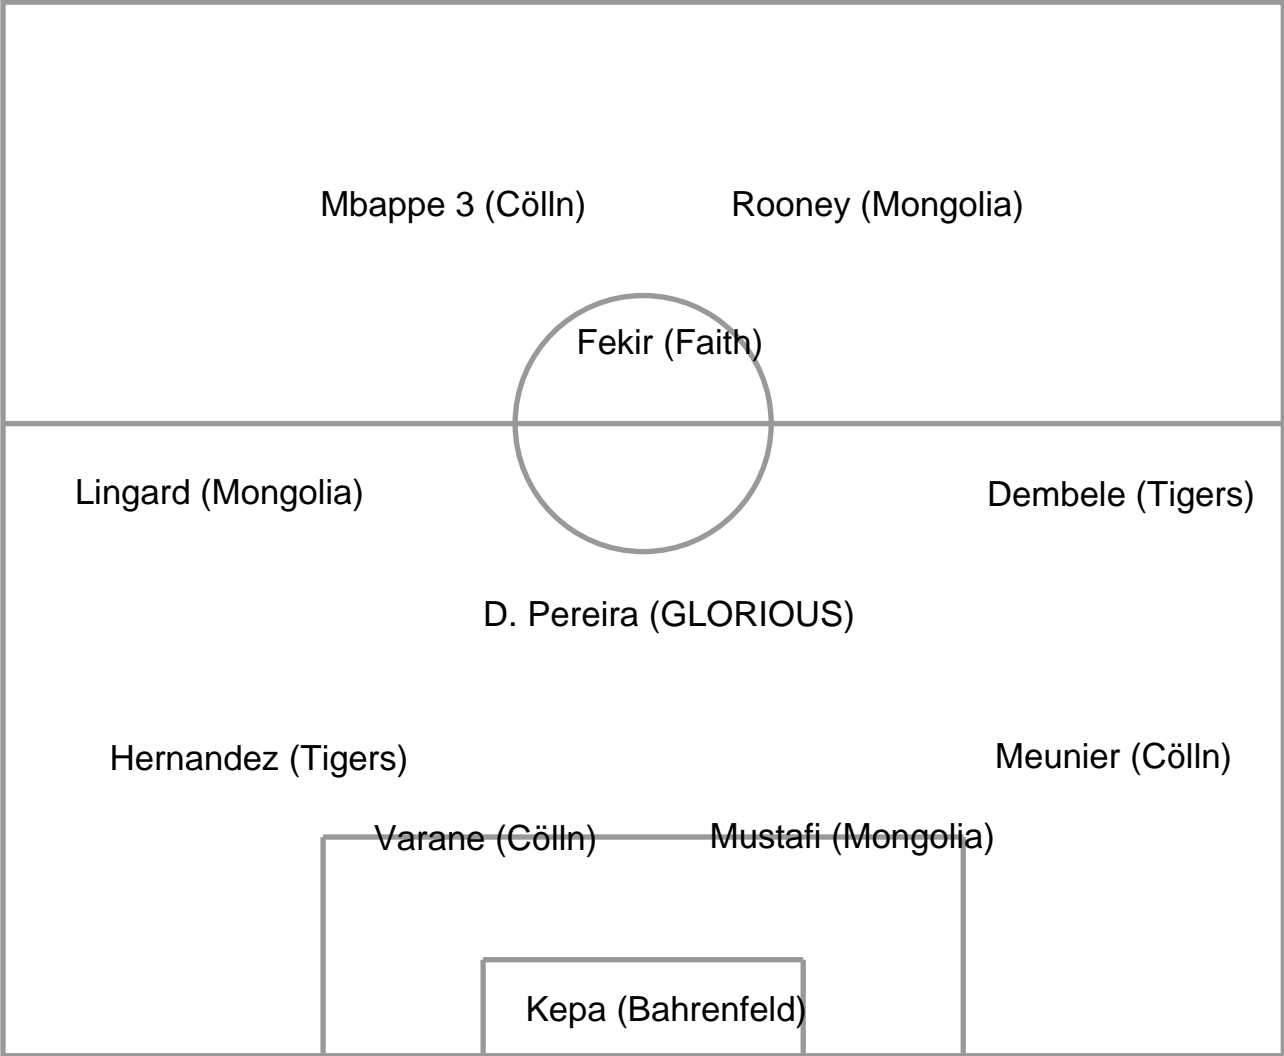 Mbappe 3 (Cölln)
Rooney (Mongolia)
Fekir (Faith)
Lingard (Mongolia)
Dembele (Tigers)
D. Pereira (GLORIOUS)
Hernandez (Tigers)
Meunier (Cölln)
Varane (Cölln)
Mustafi (Mongolia)
Kepa (Bahrenfeld)